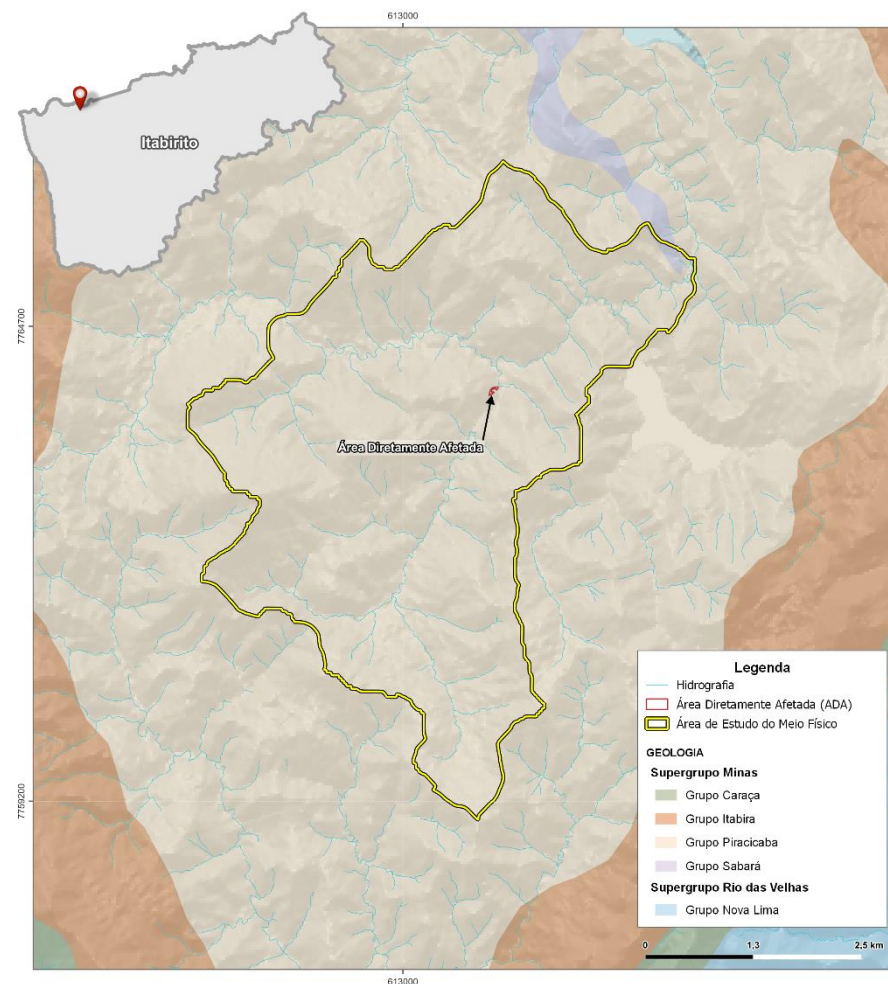 613000
Itabirito
7764700
Área Diretamente Afetada
Legenda
Hidrografia
Área Diretamente Afetada (ADA)
Área de Estudo do Meio Físico
GEOLOGIA
Supergrupo Minas
Grupo Caraça
Grupo Itabira
Grupo Piracicaba
Grupo Sabará
Supergrupo Rio das Velhas
Grupo Nova Lima
7759200
0 1,3 2,5 km
613000